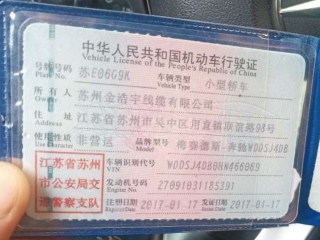 中华人民共和国机动车行驶证
Vehicle License of the People's Republic of China
号牌号码 苏E06G9K 车辆类型 小型轿车
Plate No. Vehicle Type
所有人 苏州金浩宇线缆有限公司
Owner
住址 江苏省苏州市吴中区甪直镇联谊路98号
Address
使用性质 非营运 品牌型号 梅赛德斯-奔驰WDDSJ4DB
Use Character Model
江苏省苏州 车辆识别代号
VIN
市公安局交 发动机号码 27091031185391
Engine No.
通警察支队 注册日期 2017-01-17 发证日期 2017-01-17
Register Date Issue Date